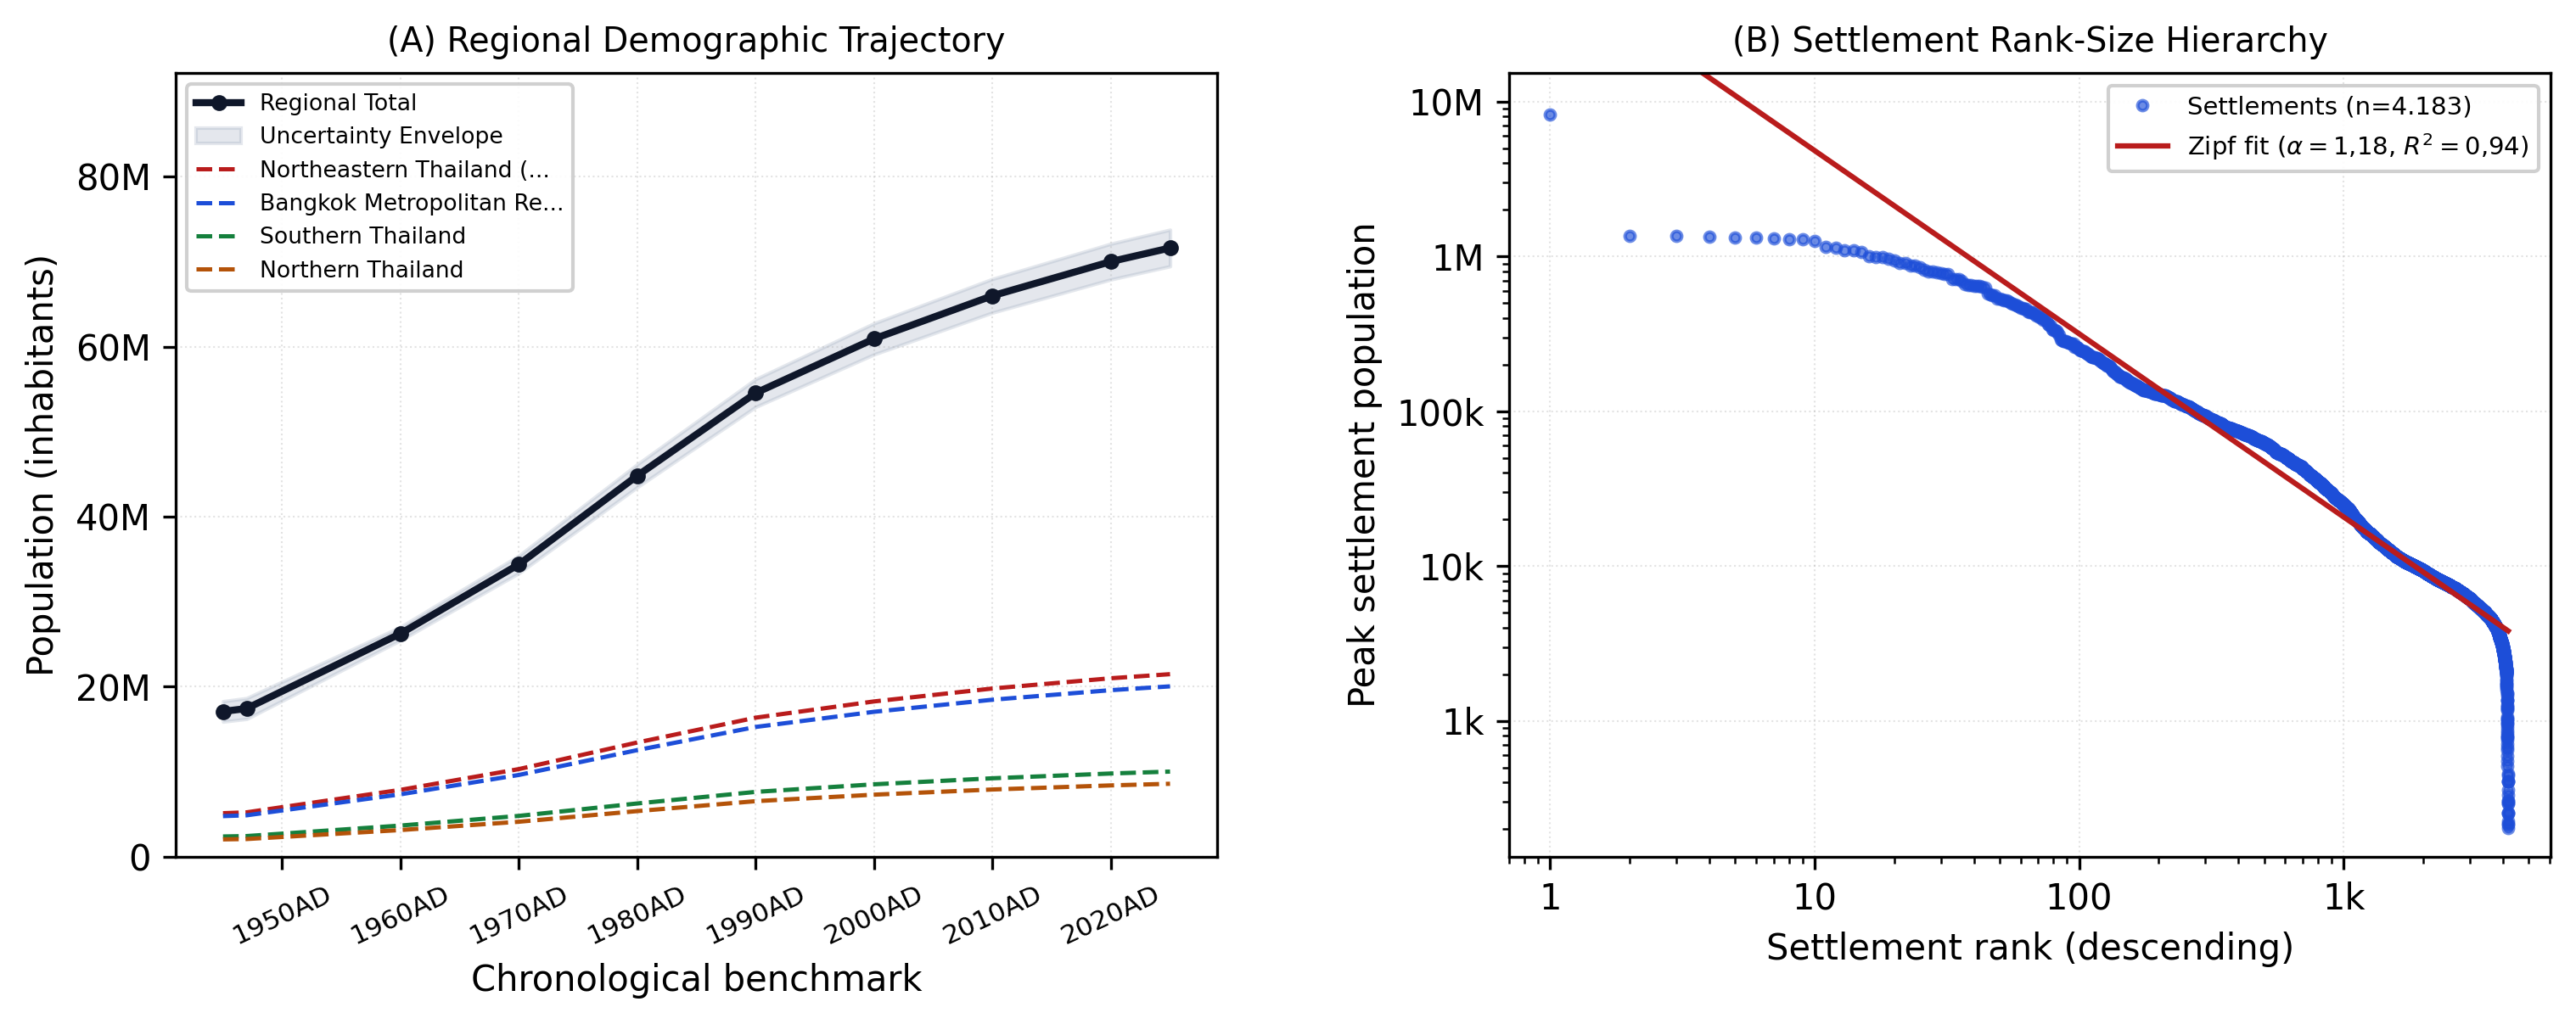 (A) Regional Demographic Trajectory
Population (inhabitants)
80M
60M
40M
20M
0
Regional Total
Uncertainty Envelope
Northeastern Thailand (...
Bangkok Metropolitan Re...
Southern Thailand
Northern Thailand
1950AD
1960AD
1970AD
1980AD
1990AD
2000AD
2010AD
2020AD
Chronological benchmark
(B) Settlement Rank-Size Hierarchy
Peak settlement population
10M
1M
100k
10k
1k
Settlements (n=4.183)
Zipf fit (α = 1,18, R² = 0,94)
1
10
100
1k
Settlement rank (descending)